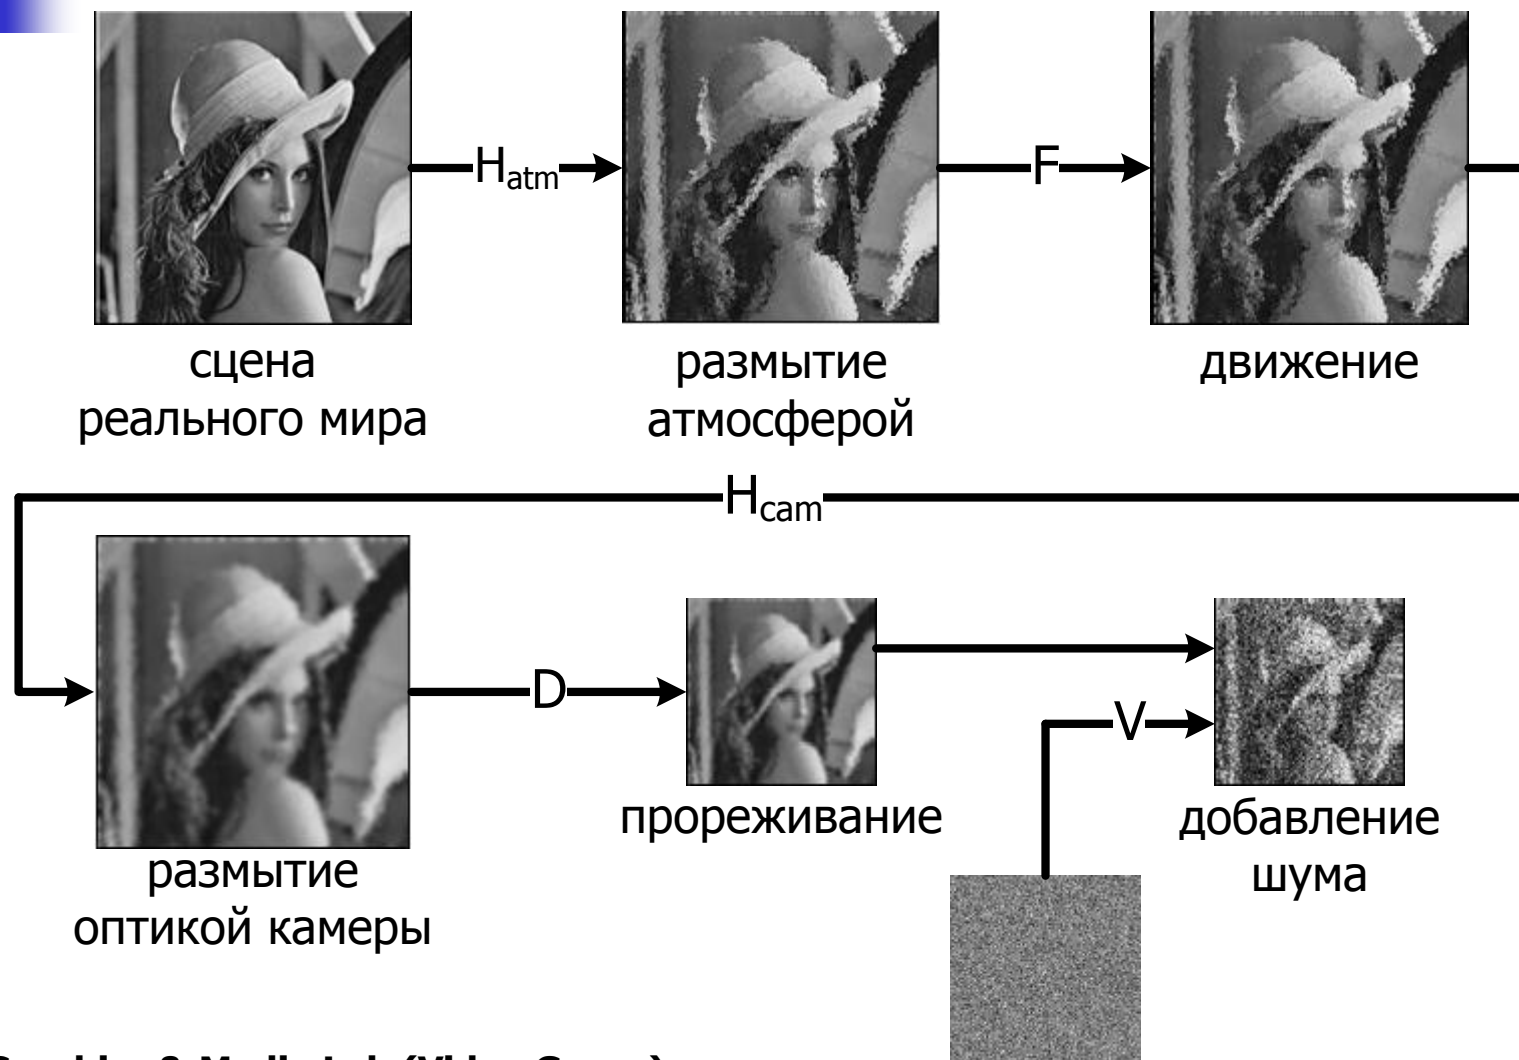 H_atm
F
сцена
реального мира
размытие
атмосферой
движение
H_cam
D
V
прореживание
добавление
шума
размытие
оптикой камеры